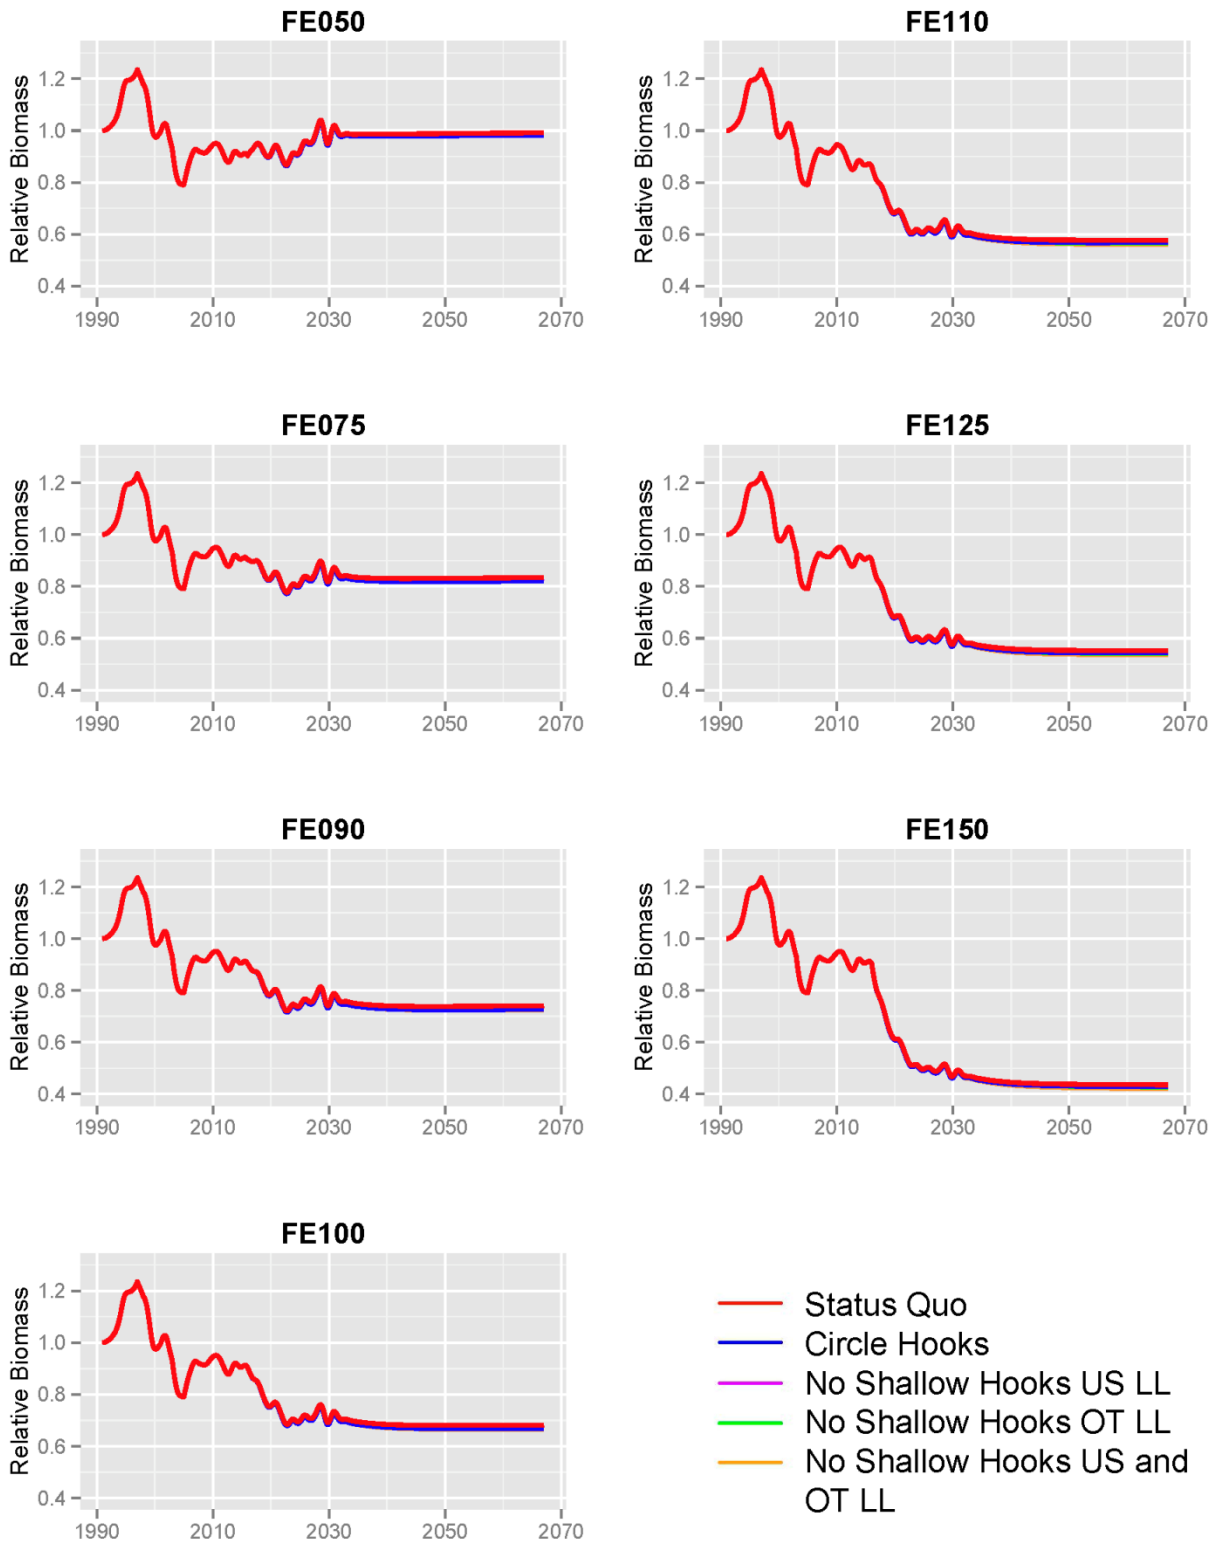 FE050
Relative Biomass
1.2
1.0
0.8
0.6
0.4
1990 2010 2030 2050 2070
FE110
Relative Biomass
1.2
1.0
0.8
0.6
0.4
1990 2010 2030 2050 2070
FE075
Relative Biomass
1.2
1.0
0.8
0.6
0.4
1990 2010 2030 2050 2070
FE125
Relative Biomass
1.2
1.0
0.8
0.6
0.4
1990 2010 2030 2050 2070
FE090
Relative Biomass
1.2
1.0
0.8
0.6
0.4
1990 2010 2030 2050 2070
FE150
Relative Biomass
1.2
1.0
0.8
0.6
0.4
1990 2010 2030 2050 2070
FE100
Relative Biomass
1.2
1.0
0.8
0.6
0.4
1990 2010 2030 2050 2070
Status Quo
Circle Hooks
No Shallow Hooks US LL
No Shallow Hooks OT LL
No Shallow Hooks US and
OT LL